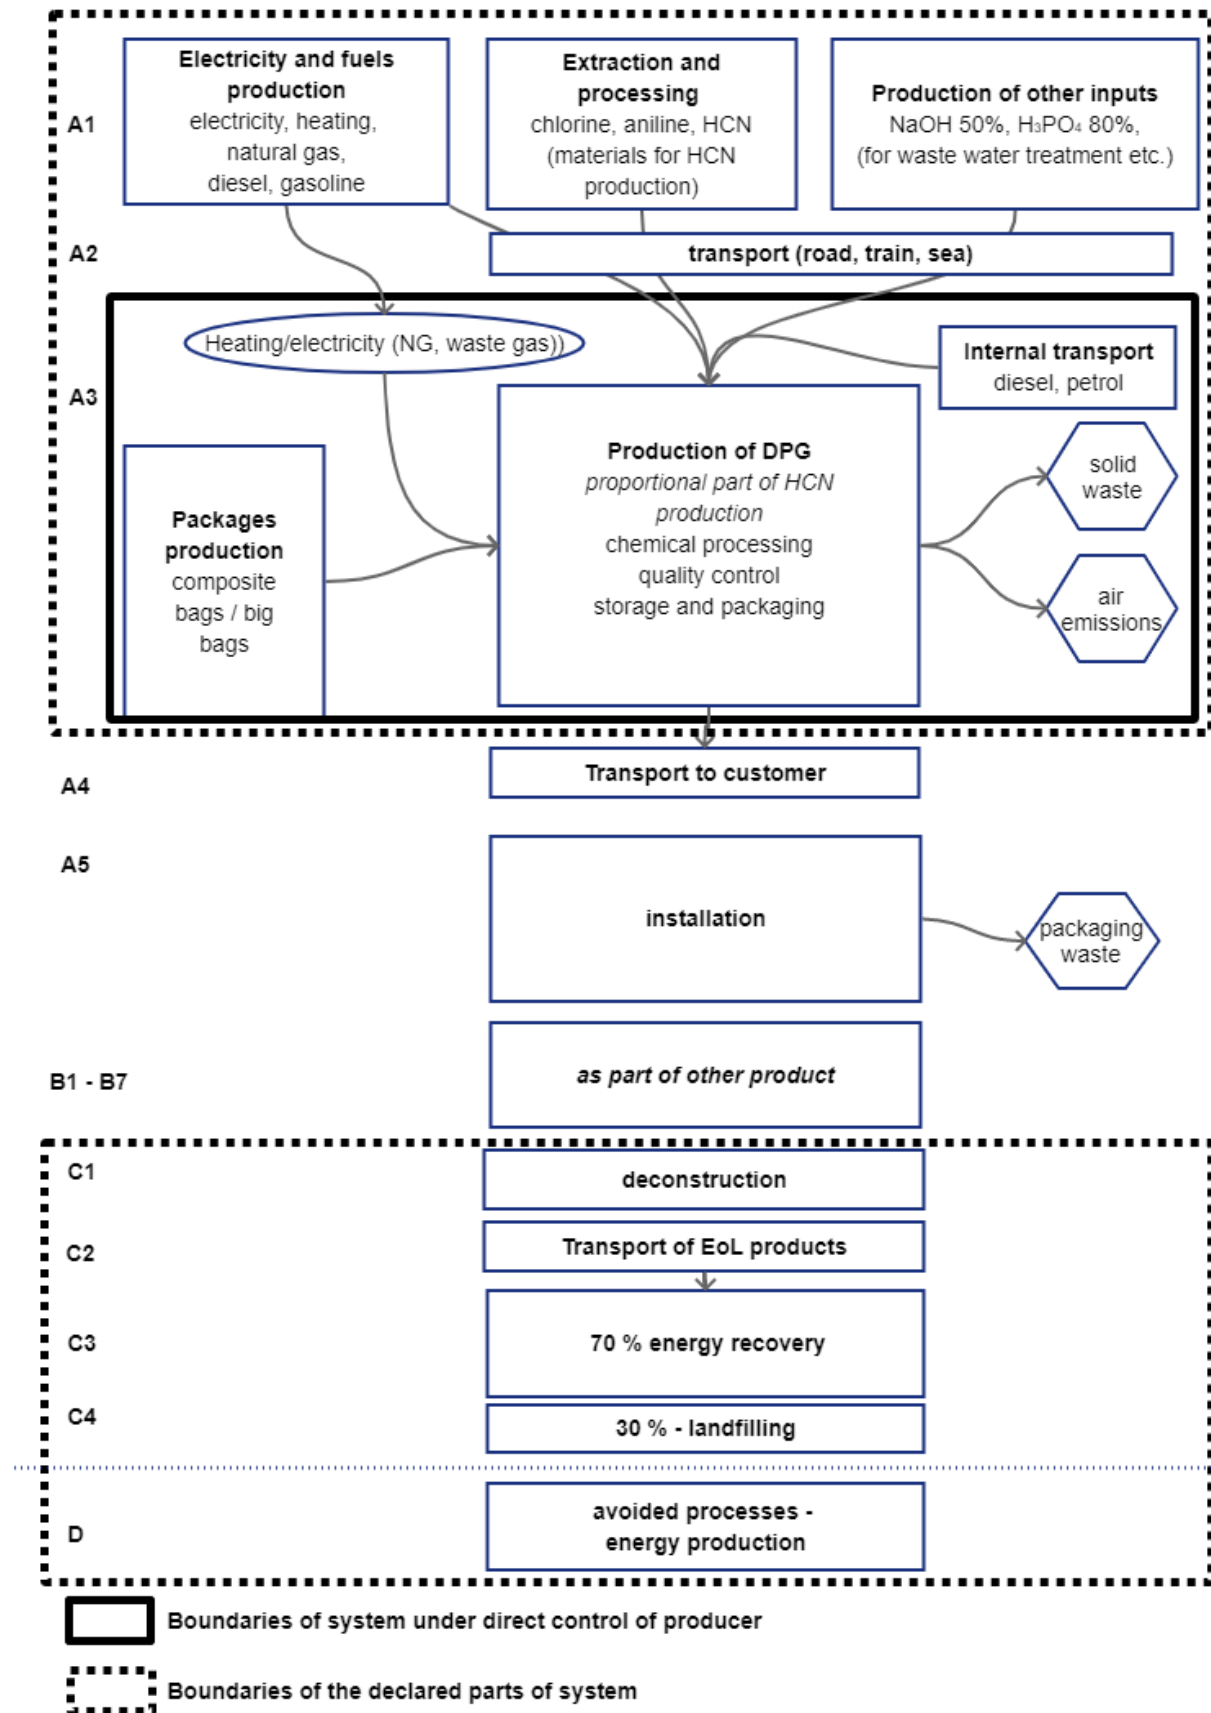 A1
Electricity and fuels
production
electricity, heating,
natural gas,
diesel, gasoline
Extraction and
processing
chlorine, aniline, HCN
(materials for HCN
production)
Production of other inputs
NaOH 50%, H₃PO₄ 80%,
(for waste water treatment etc.)
A2
transport (road, train, sea)
Heating/electricity (NG, waste gas))
Internal transport
diesel, petrol
A3
Production of DPG
proportional part of HCN
production
chemical processing
quality control
storage and packaging
Packages
production
composite
bags / big
bags
solid
waste
air
emissions
A4
Transport to customer
A5
installation
packaging
waste
B1 - B7
as part of other product
C1
deconstruction
C2
Transport of EoL products
C3
70 % energy recovery
C4
30 % - landfilling
D
avoided processes -
energy production
Boundaries of system under direct control of producer
Boundaries of the declared parts of system